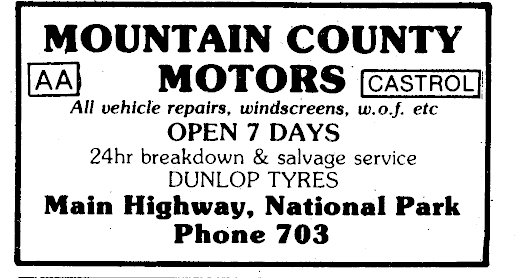 MOUNTAIN COUNTY
AA MOTORS CASTROL
All vehicle repairs, windscreens, w.o.f. etc
OPEN 7 DAYS
24hr breakdown & salvage service
DUNLOP TYRES
Main Highway, National Park
Phone 703